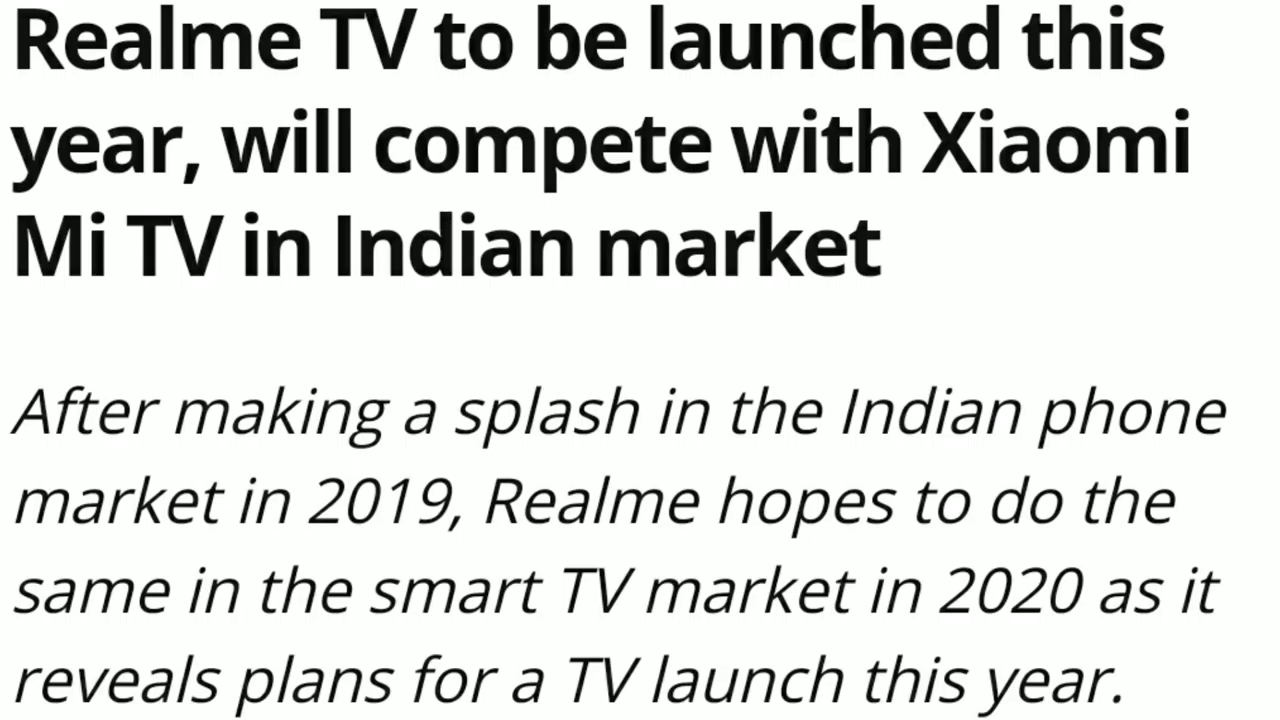 Realme TV to be launched this
year, will compete with Xiaomi
Mi TV in Indian market
After making a splash in the Indian phone
market in 2019, Realme hopes to do the
same in the smart TV market in 2020 as it
reveals plans for a TV launch this year.